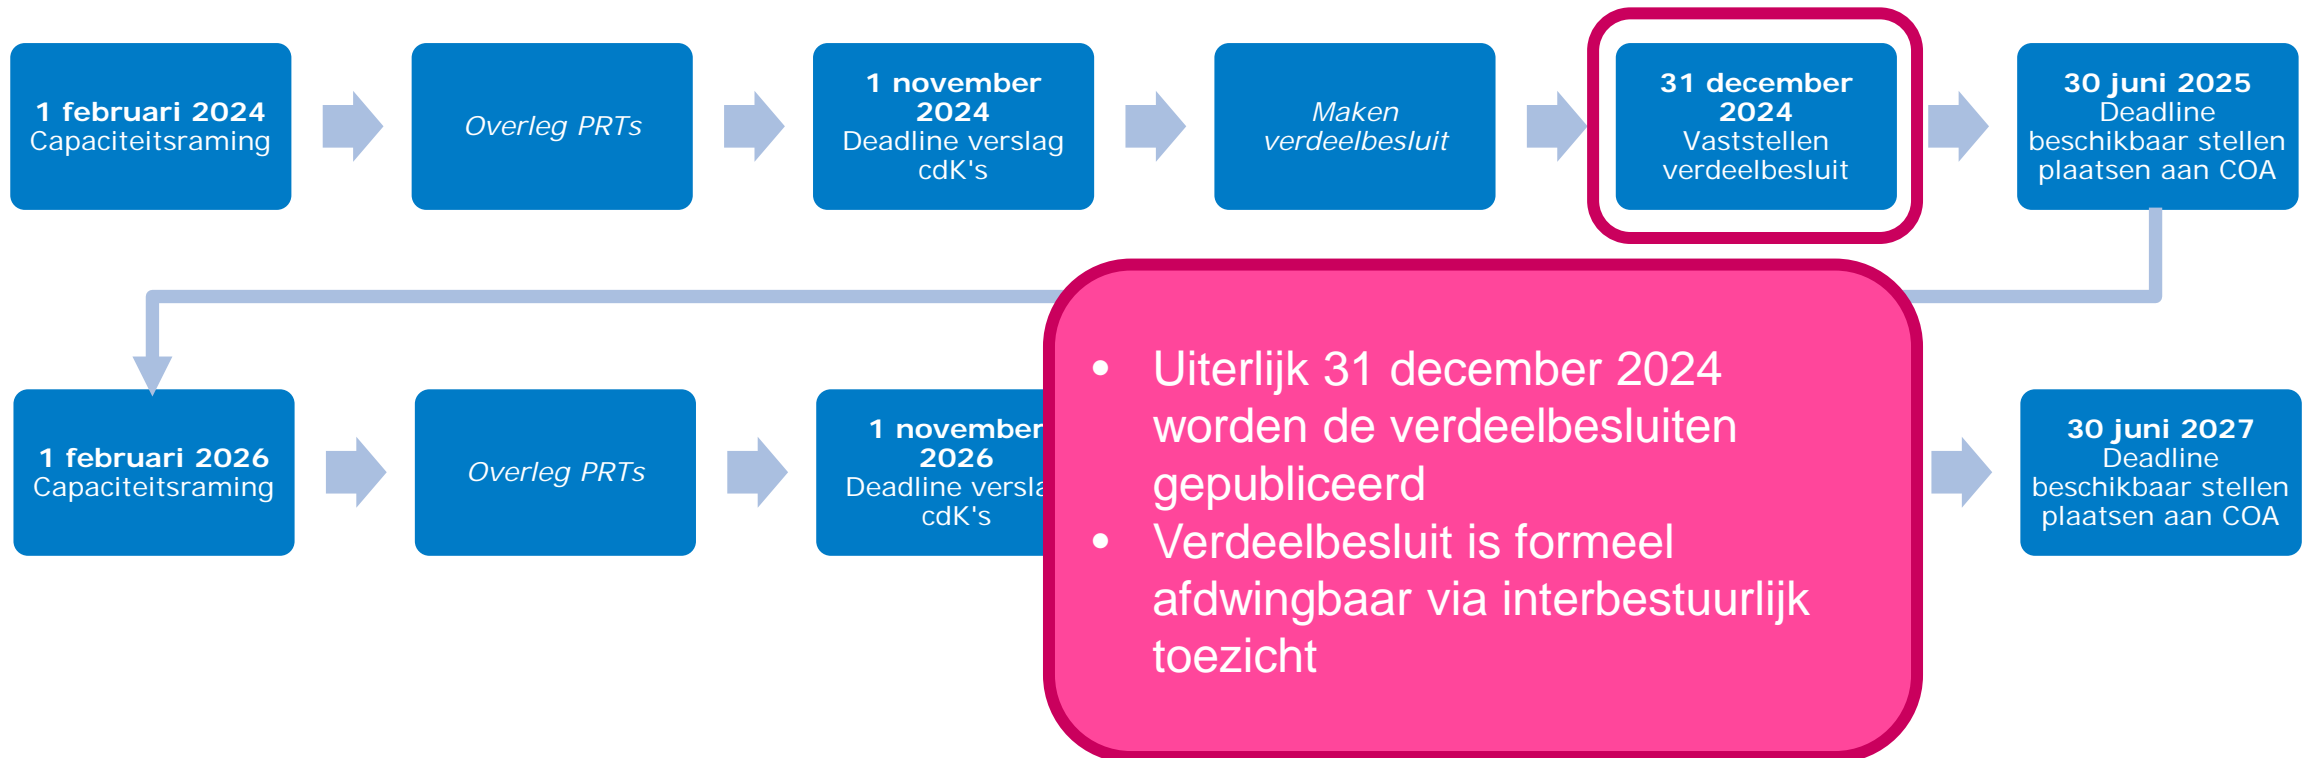 1 februari 2024
Capaciteitsraming
Overleg PRTs
1 november
2024
Deadline verslag
cdK's
Maken
verdeelbesluit
31 december
2024
Vaststellen
verdeelbesluit
30 juni 2025
Deadline
beschikbaar stellen
plaatsen aan COA
1 februari 2026
Capaciteitsraming
Overleg PRTs
1 november
2026
Deadline
cdK's
• Uiterlijk 31 december 2024
worden de verdeelbesluiten
gepubliceerd
• Verdeelbesluit is formeel
afdwingbaar via interbestuurlijk
toezicht
30 juni 2027
Deadline
beschikbaar stellen
plaatsen aan COA